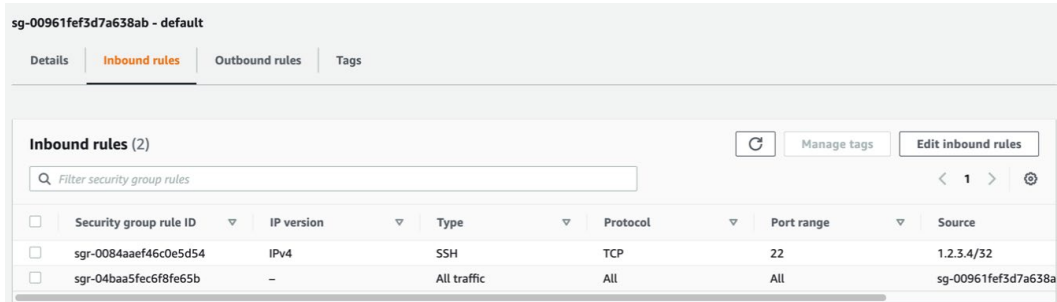 sg-00961fef3d7a638ab - default
Details Inbound rules Outbound rules Tags
Inbound rules (2) Manage tags Edit inbound rules
Filter security group rules 1
Security group rule ID IP version Type Protocol Port range Source
sgr-0084aaef46c0e5d54 IPv4 SSH TCP 22 1.2.3.4/32
sgr-04baa5fec6f8fe65b – All traffic All All sg-00961fef3d7a638a